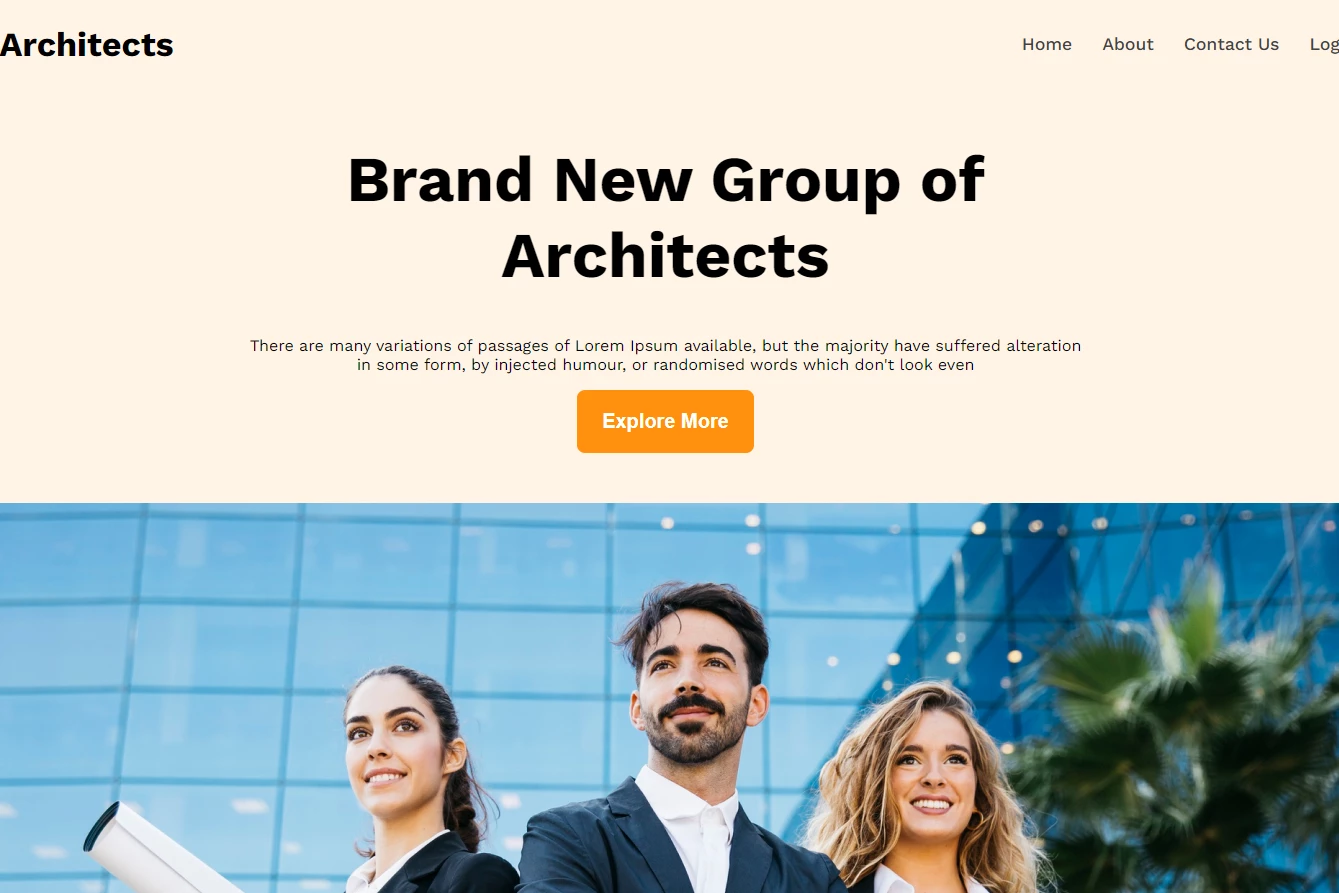 Architects
Home About Contact Us Log
Brand New Group of
Architects
There are many variations of passages of Lorem Ipsum available, but the majority have suffered alteration
in some form, by injected humour, or randomised words which don't look even
Explore More